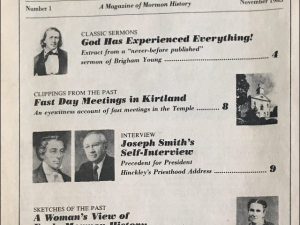 A Magazine of Mormon History
Number 1
November 1985
CLASSIC SERMONS
God Has Experienced Everything!
Extract from a "never-before published"
sermon of Brigham Young ..................... 4
CLIPPINGS FROM THE PAST
Fast Day Meetings in Kirtland
An eyewitness account of fast meetings in the Temple .......... 8
INTERVIEW
Joseph Smith's
Self-Interview
Precedent for President
Hinckley's Priesthood Address .......... 9
SKETCHES OF THE PAST
A Woman's View of